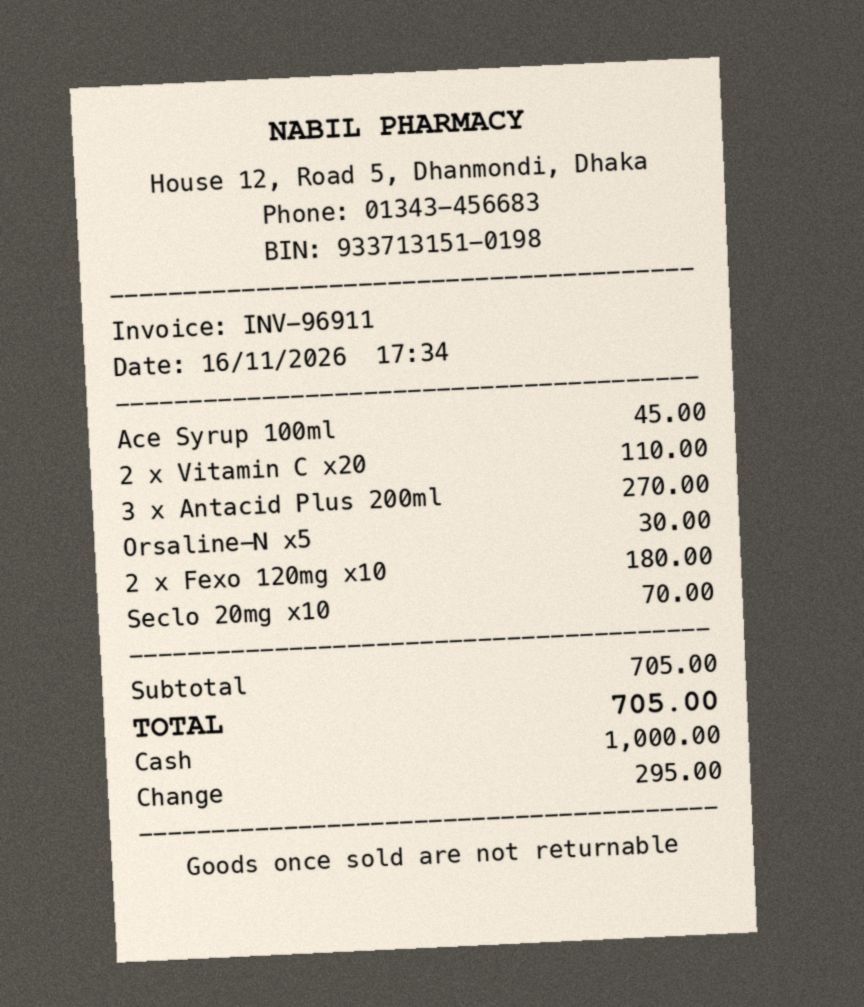 NABIL PHARMACY
House 12, Road 5, Dhanmondi, Dhaka
Phone: 01343-456683
BIN: 933713151-0198
Invoice: INV-96911
Date: 16/11/2026  17:34
Ace Syrup 100ml 45.00
2 x Vitamin C x20 110.00
3 x Antacid Plus 200ml 270.00
Orsaline-N x5 30.00
2 x Fexo 120mg x10 180.00
Seclo 20mg x10 70.00
Subtotal 705.00
TOTAL 705.00
Cash 1,000.00
Change 295.00
Goods once sold are not returnable